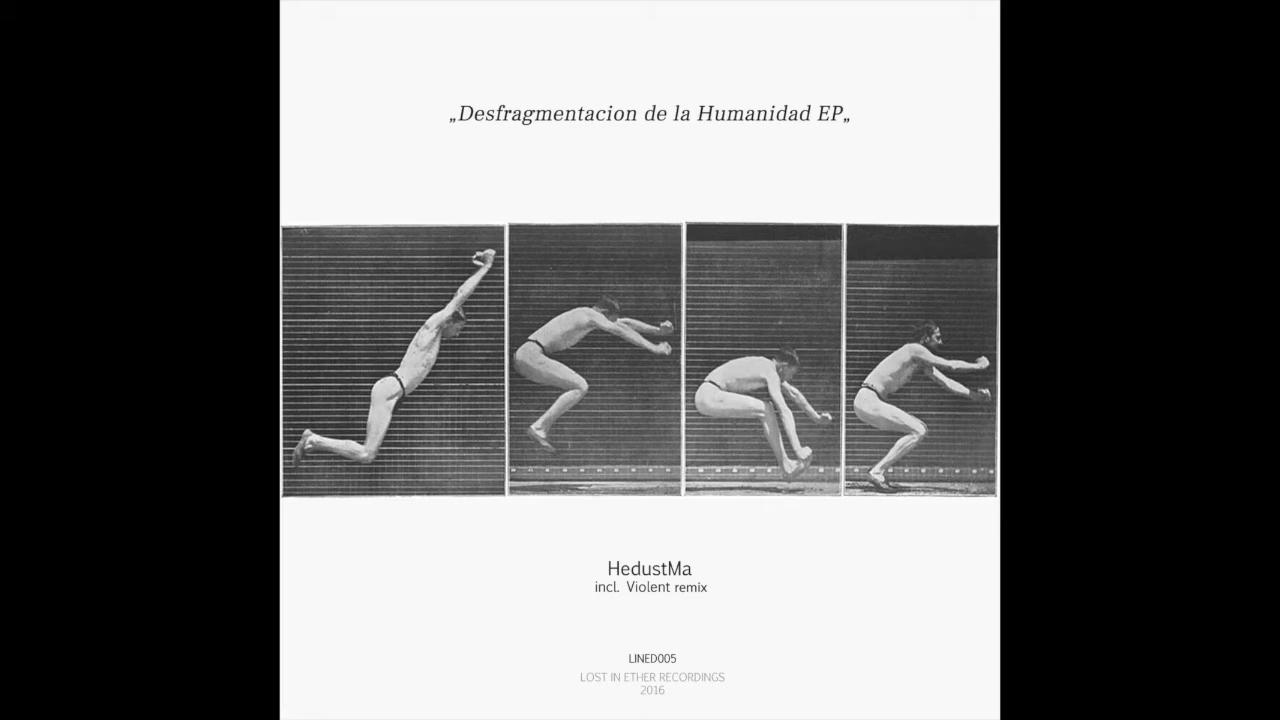 „Desfragmentacion de la Humanidad EP„
HedustMa
incl. Violent remix
LINED005
LOST IN ETHER RECORDINGS
2016